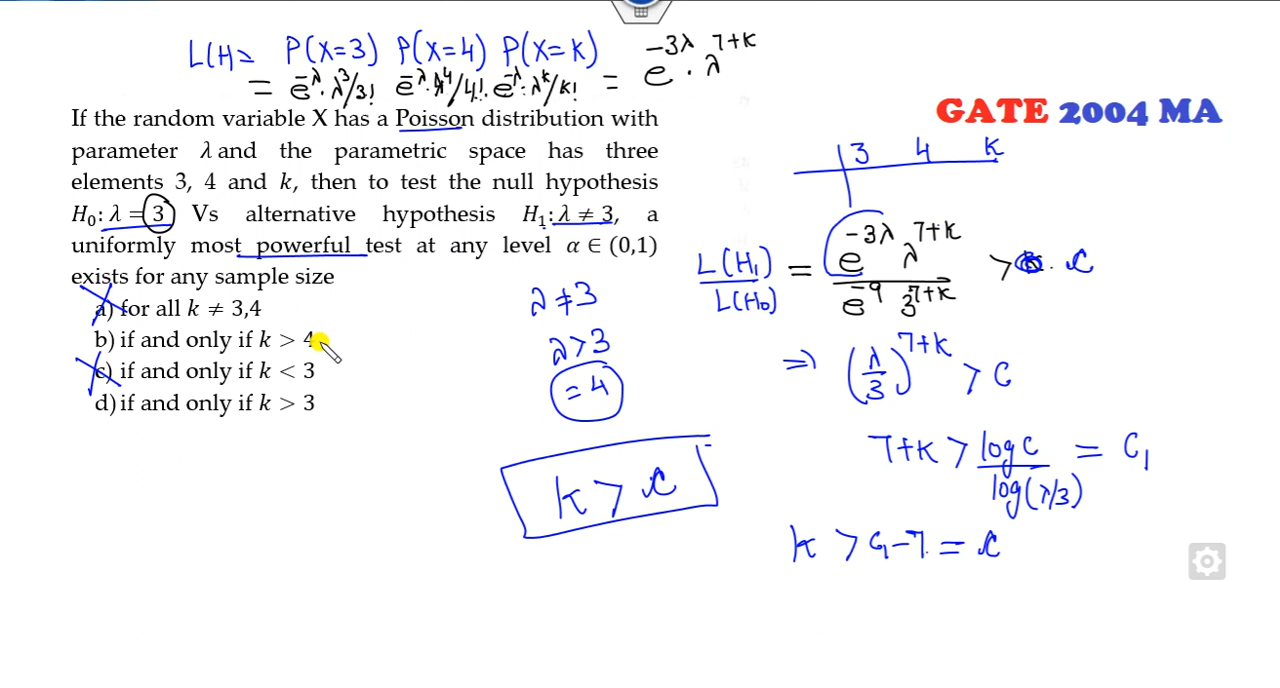 L(H= P(X=3) P(X=4) P(X=K) e^{-3λ} · λ^{7+K}
= e^{-λ}·λ^3/3! e^{-λ}·λ^4/4!. e^{-λ}·λ^k/k! =
If the random variable X has a Poisson distribution with
parameter λ and the parametric space has three
elements 3, 4 and k, then to test the null hypothesis
H₀: λ = 3 Vs alternative hypothesis H₁: λ ≠ 3, a
uniformly most powerful test at any level α ∈ (0,1)
exists for any sample size
a) for all k ≠ 3,4
b) if and only if k > 4
c) if and only if k < 3
d) if and only if k > 3
λ ≠ 3
λ > 3
= 4
k > c
GATE 2004 MA
3 4 K
L(H₁)/L(H₀) = e^{-3λ} λ^{7+K} / e^{-9} 3^{7+K} > c
⇒ (λ/3)^{7+K} > C
7+K > log C / log(λ/3) = C₁
k > C₁-7 = c